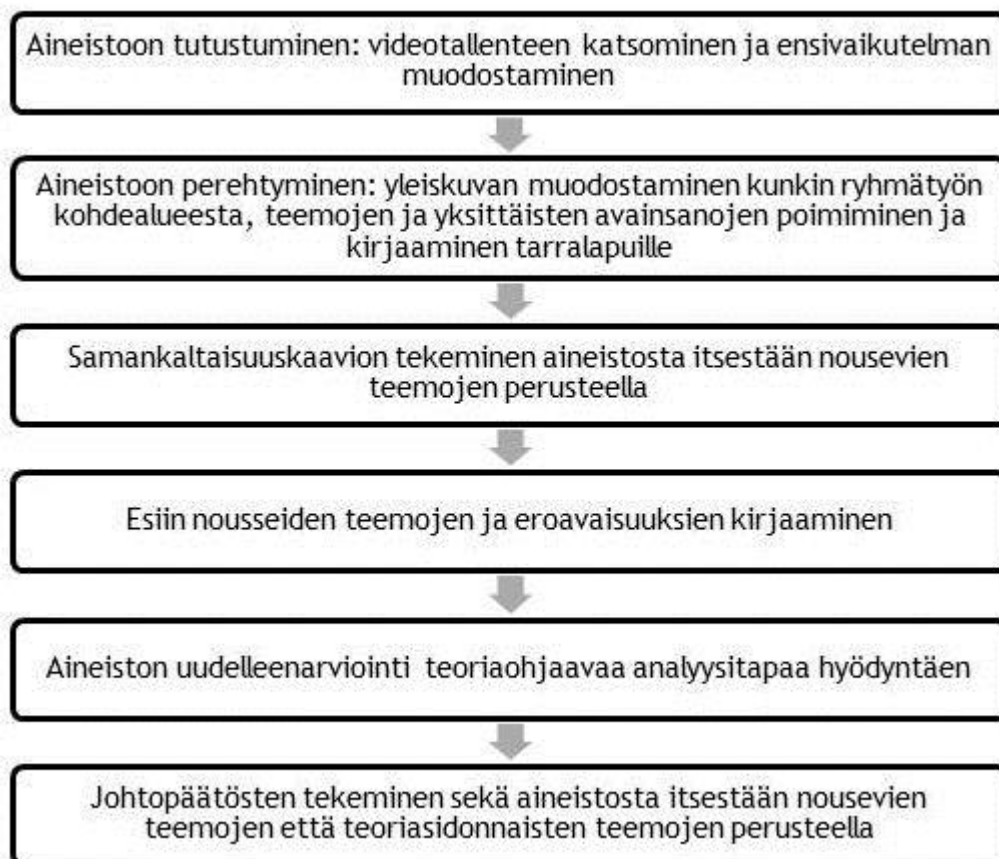 Aineistoon tutustuminen: videotallenteen katsominen ja ensivaikutelman
muodostaminen
Aineistoon perehtyminen: yleiskuvan muodostaminen kunkin ryhmätyön
kohdealueesta, teemojen ja yksittäisten avainsanojen poimiminen ja
kirjaaminen tarralapuille
Samankaltaisuuskaavion tekeminen aineistosta itsestään nousevien
teemojen perusteella
Esiin nousseiden teemojen ja eroavaisuuksien kirjaaminen
Aineiston uudelleenarviointi teoriaohjaavaa analyysitapaa hyödyntäen
Johtopäätösten tekeminen sekä aineistosta itsestään nousevien
teemojen että teoriasidonnaisten teemojen perusteella